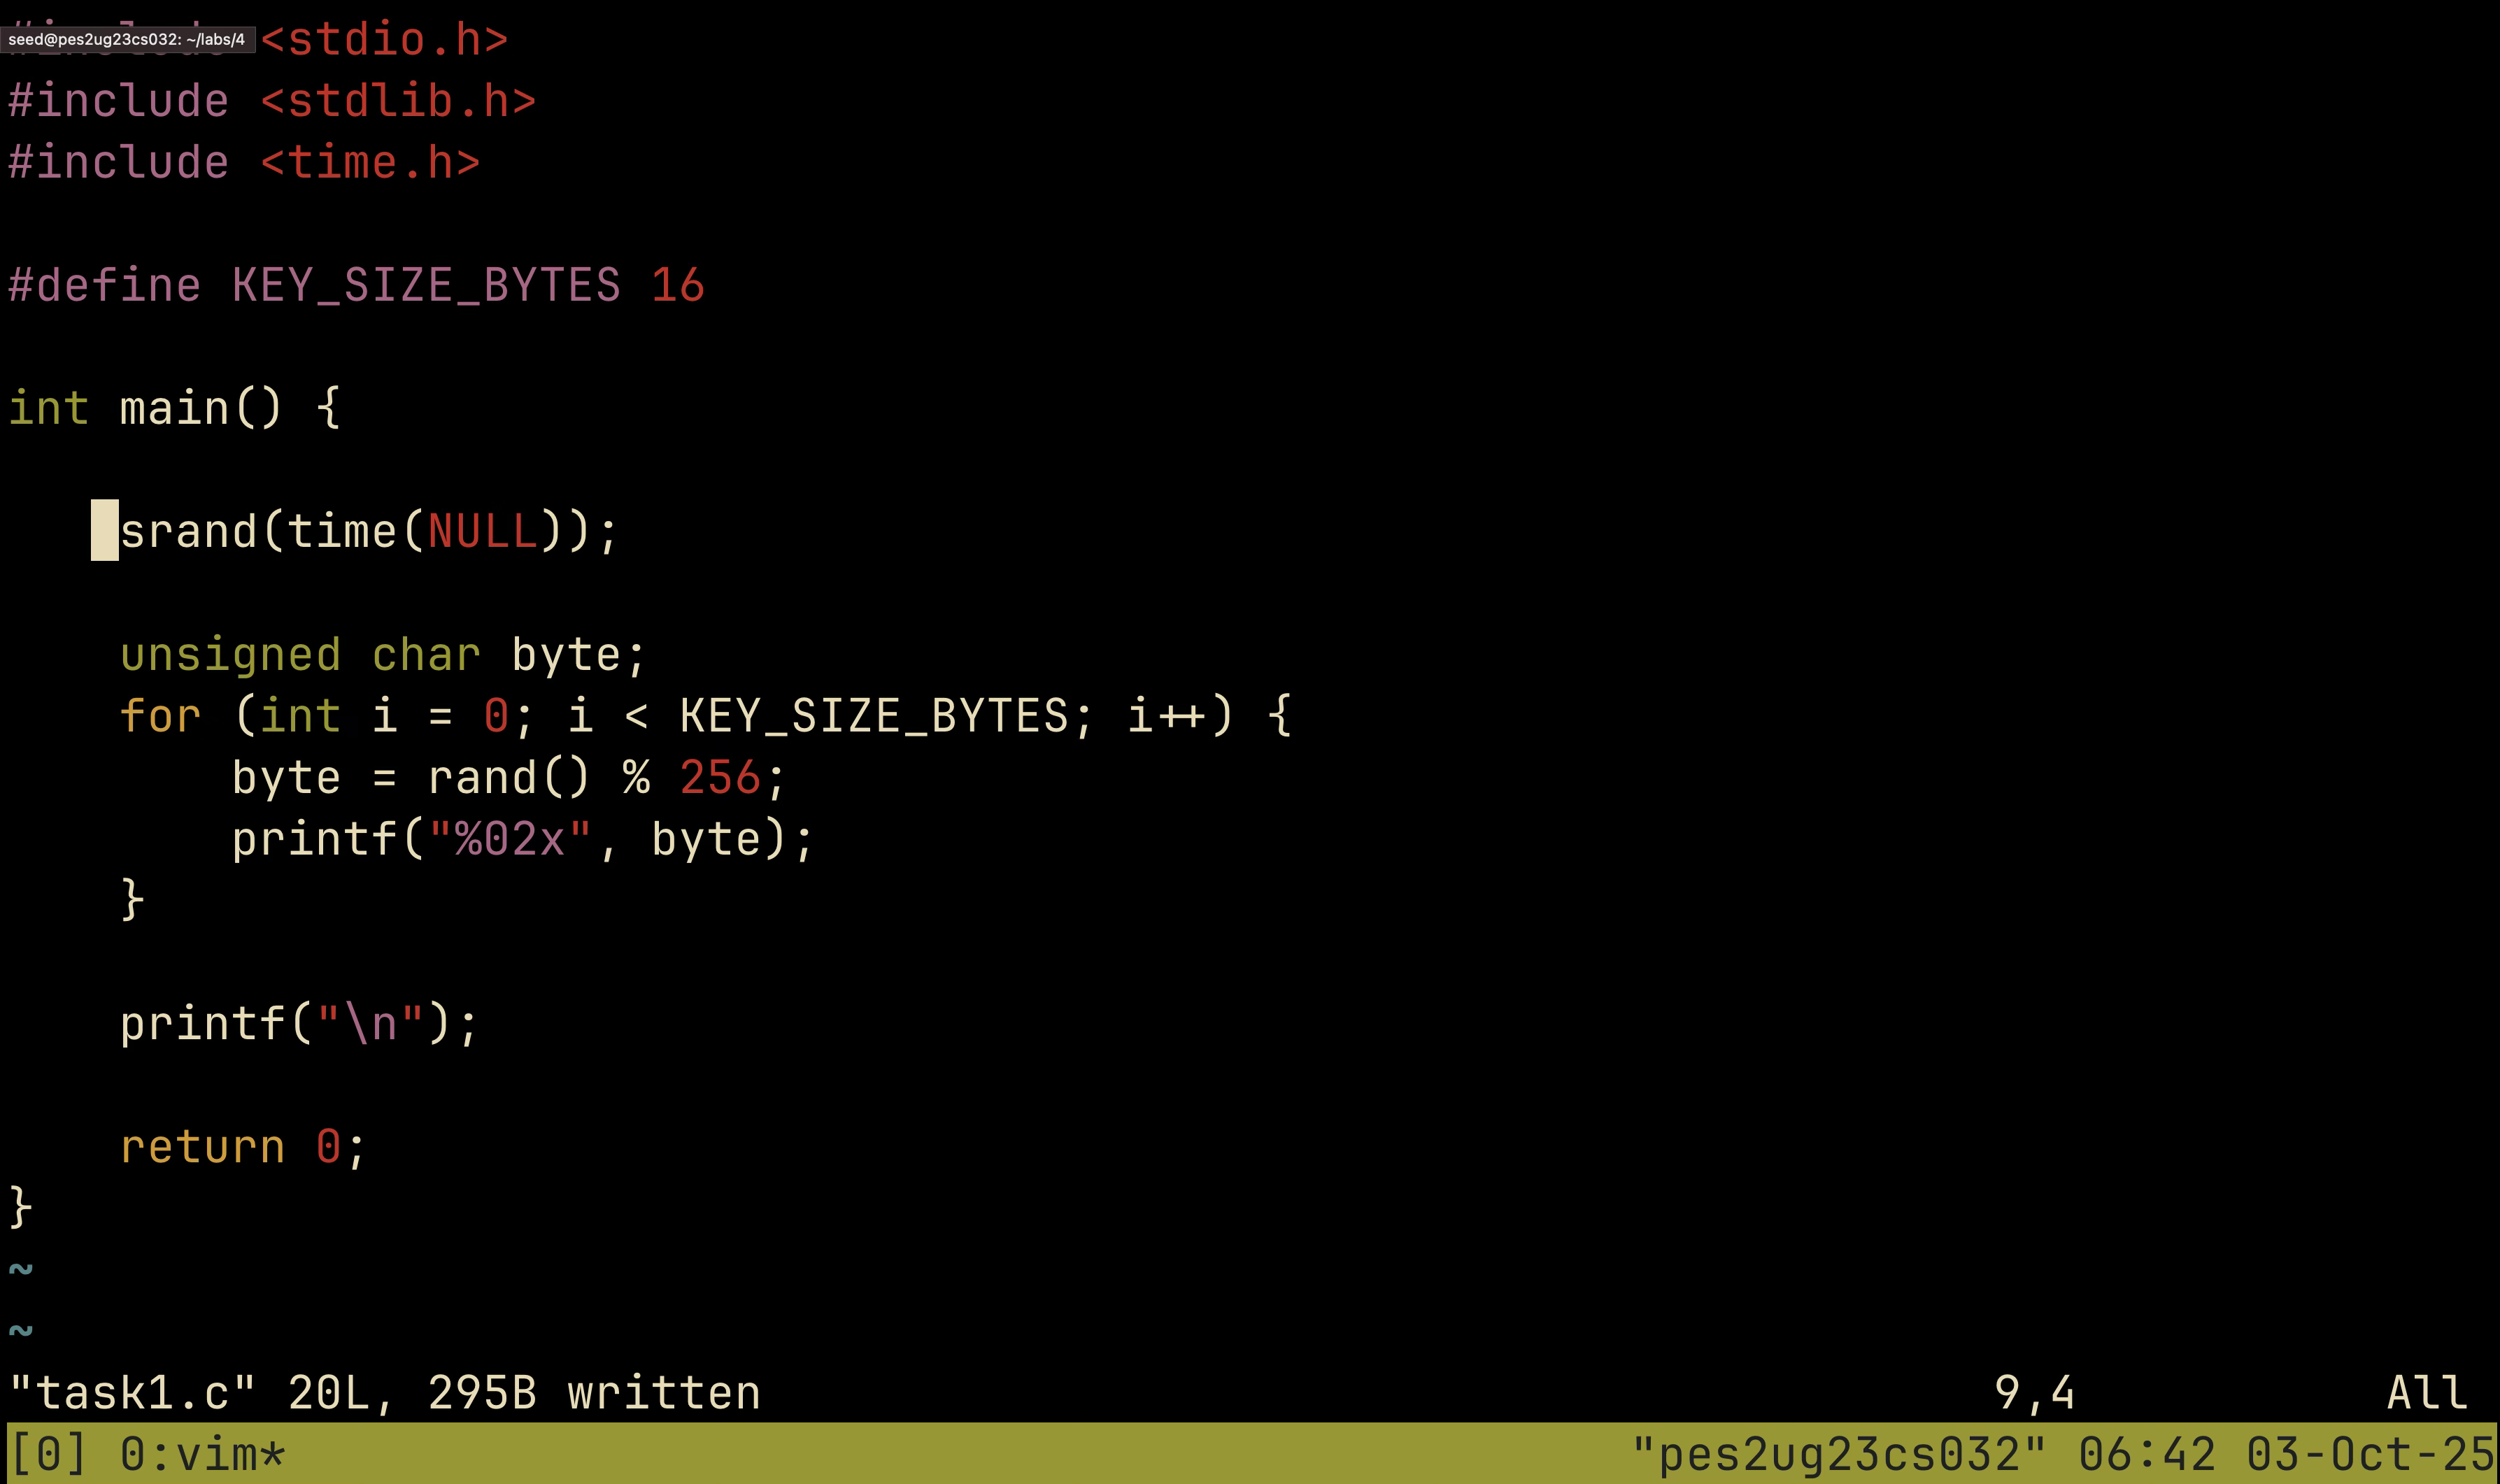 seed@pes2ug23cs032: ~/labs/4 <stdio.h>
#include <stdlib.h>
#include <time.h>
#define KEY_SIZE_BYTES 16
int main() {
srand(time(NULL));
unsigned char byte;
for (int i = 0; i < KEY_SIZE_BYTES; i++) {
byte = rand() % 256;
printf("%02x", byte);
}
printf("\n");
return 0;
}
~
~
"task1.c" 20L, 295B written 9,4 All
[0] 0:vim* "pes2ug23cs032" 06:42 03-Oct-25